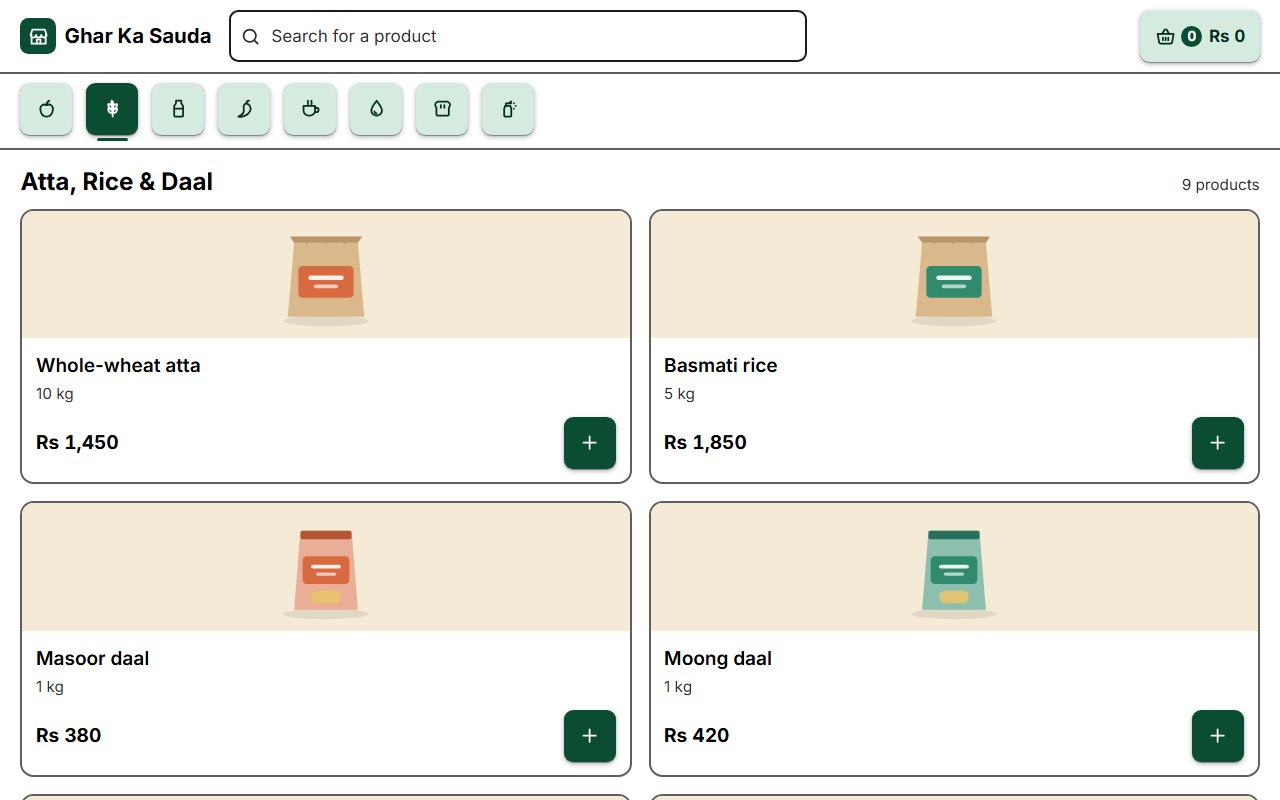 Ghar Ka Sauda
Search for a product
0 Rs 0
Atta, Rice & Daal
9 products
Whole-wheat atta
10 kg
Rs 1,450
Basmati rice
5 kg
Rs 1,850
Masoor daal
1 kg
Rs 380
Moong daal
1 kg
Rs 420